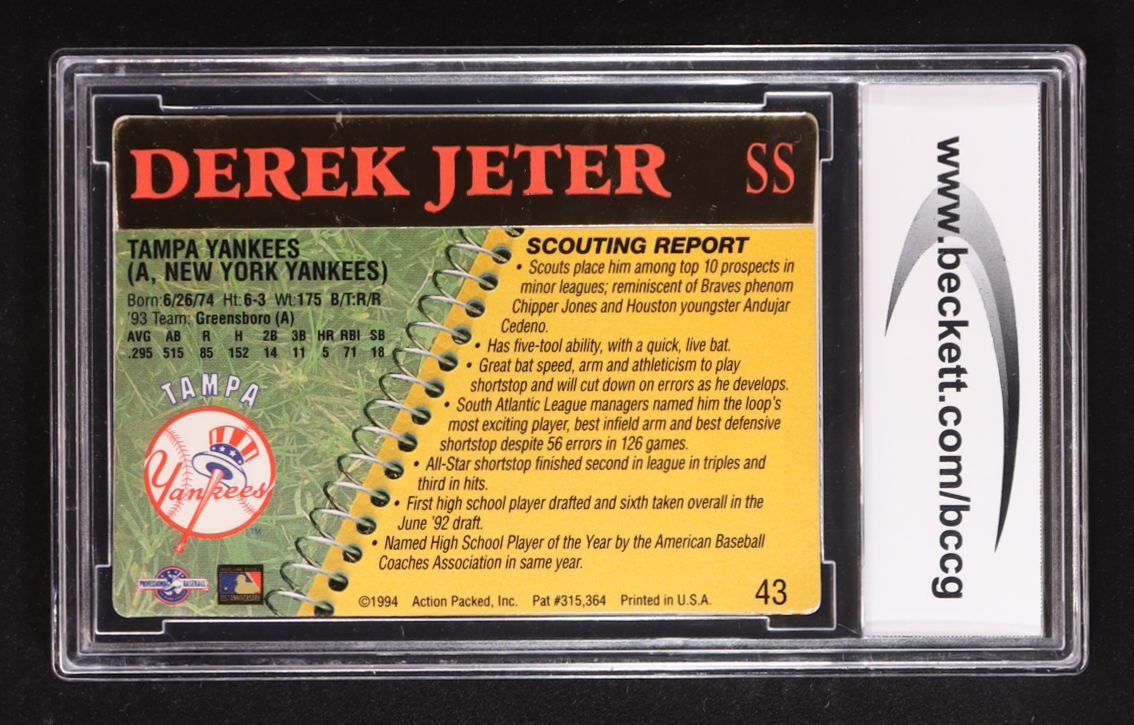 DEREK JETER SS
TAMPA YANKEES
(A, NEW YORK YANKEES)
Born:6/26/74 Ht:6-3 Wt:175 B/T:R/R
'93 Team: Greensboro (A)
AVG AB R H 2B 3B HR RBI SB
.295 515 85 152 14 11 5 71 18
TAMPA
Yankees
TM
PROFESSIONAL BASEBALL
SCOUTING REPORT
• Scouts place him among top 10 prospects in
minor leagues; reminiscent of Braves phenom
Chipper Jones and Houston youngster Andujar
Cedeno.
• Has five-tool ability, with a quick, live bat.
• Great bat speed, arm and athleticism to play
shortstop and will cut down on errors as he develops.
• South Atlantic League managers named him the loop's
most exciting player, best infield arm and best defensive
shortstop despite 56 errors in 126 games.
• All-Star shortstop finished second in league in triples and
third in hits.
• First high school player drafted and sixth taken overall in the
June '92 draft.
• Named High School Player of the Year by the American Baseball
Coaches Association in same year.
©1994 Action Packed, Inc. Pat #315,364 Printed in U.S.A.
43
www.beckett.com/bccg